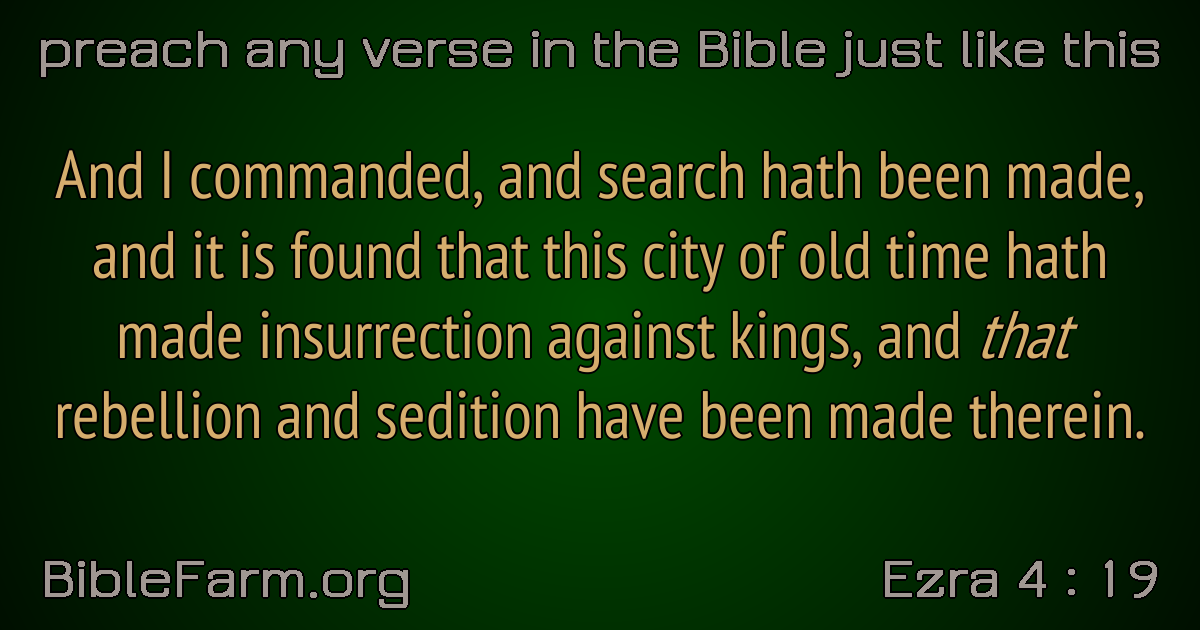 preach any verse in the Bible just like this
And I commanded, and search hath been made,
and it is found that this city of old time hath
made insurrection against kings, and that
rebellion and sedition have been made therein.
BibleFarm.org
Ezra 4 : 19